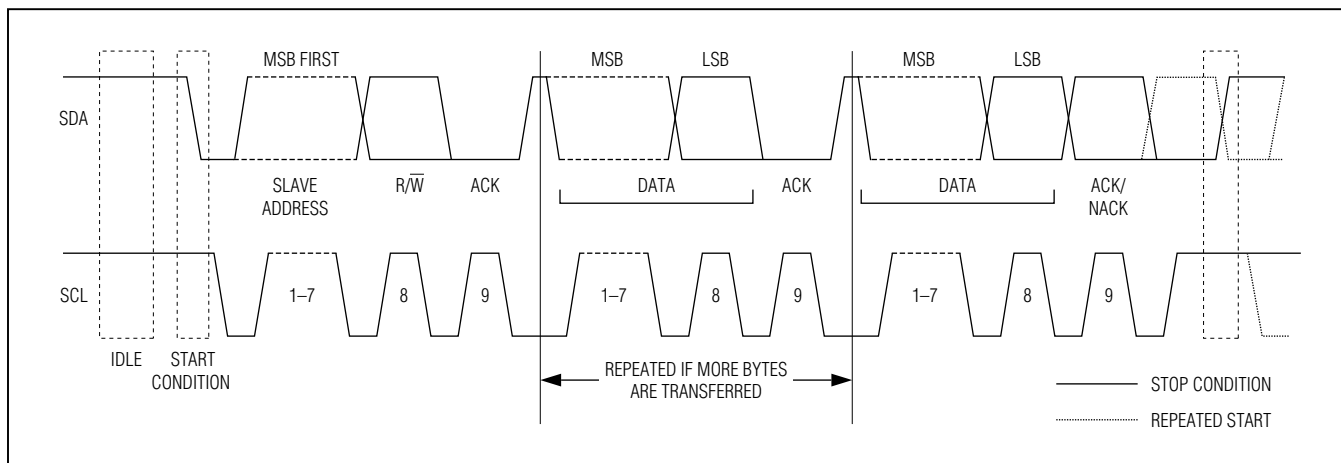 MSB FIRST
MSB
LSB
MSB
LSB
SDA
SLAVE
ADDRESS
R/W̅
ACK
DATA
ACK
DATA
ACK/
NACK
SCL
1–7
8
9
1–7
8
9
1–7
8
9
IDLE
START
CONDITION
REPEATED IF MORE BYTES
ARE TRANSFERRED
STOP CONDITION
REPEATED START